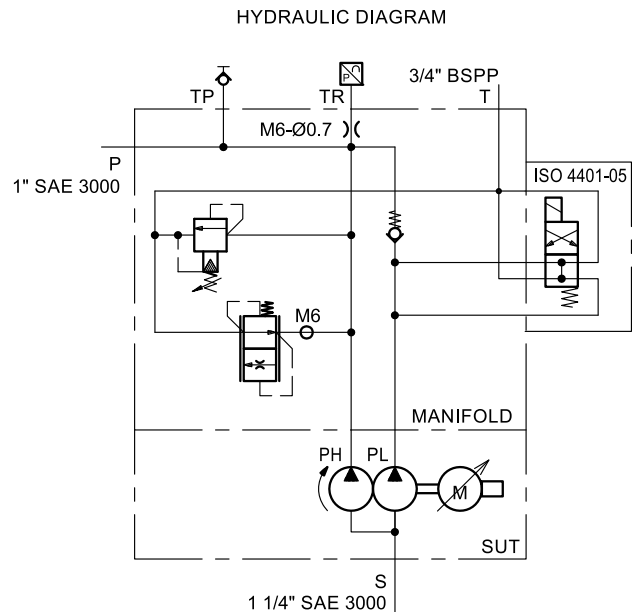 HYDRAULIC DIAGRAM
3/4" BSPP
TP
TR
T
P
M6-Ø0.7
P
1" SAE 3000
ISO 4401-05
M6
MANIFOLD
PH
PL
M
SUT
S
1 1/4" SAE 3000